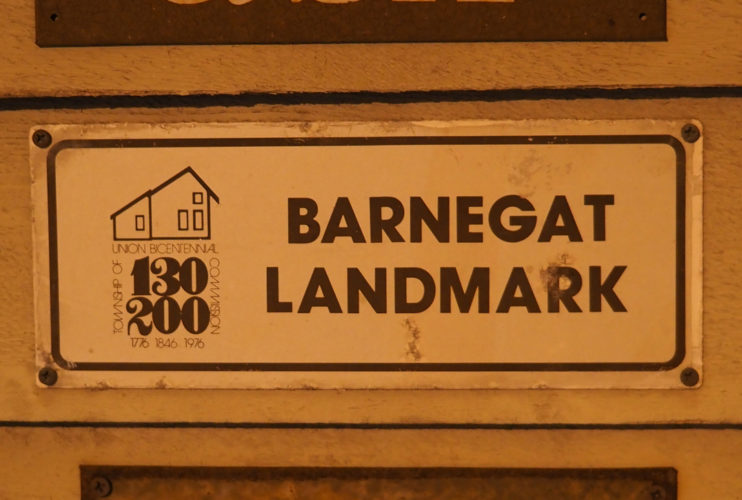 UNION BICENTENNIAL
TOWNSHIP OF
130
200
COMMISSION
1776 1846 1976
BARNEGAT
LANDMARK